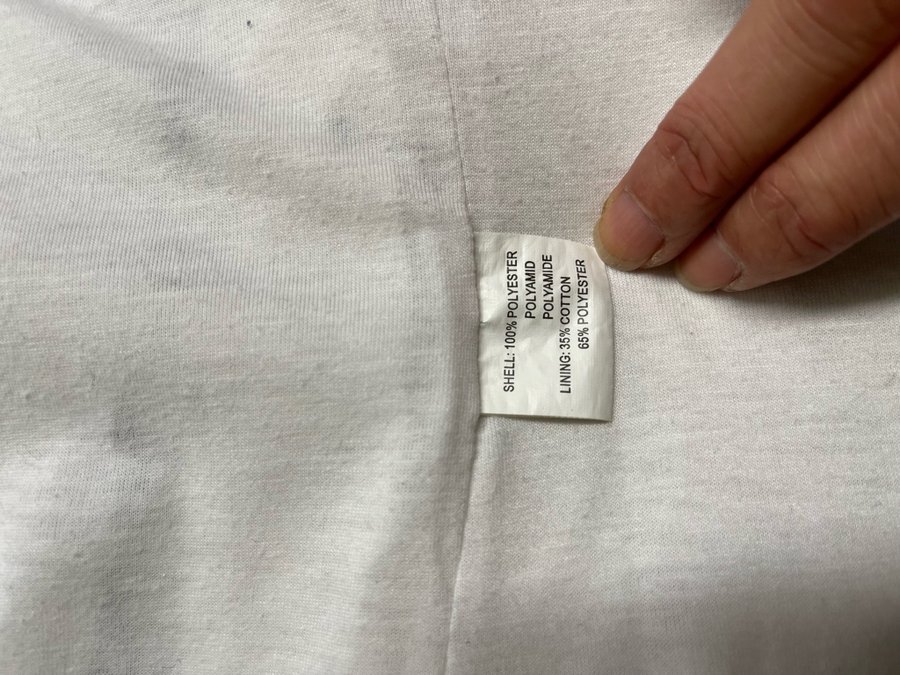 SHELL: 100% POLYESTER
POLYAMID
POLYAMIDE
LINING: 35% COTTON
65% POLYESTER